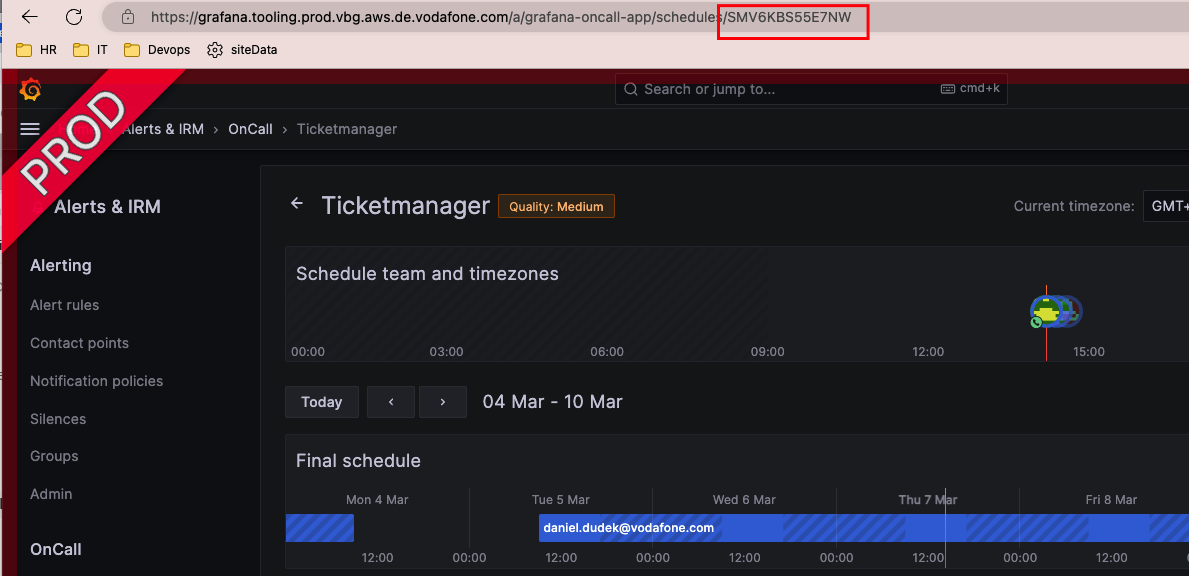 https://grafana.tooling.prod.vbg.aws.de.vodafone.com/a/grafana-oncall-app/schedules/SMV6KBS55E7NW
HR IT Devops siteData
PROD
Search or jump to... cmd+k
Alerts & IRM › OnCall › Ticketmanager
Alerts & IRM
Alerting
Alert rules
Contact points
Notification policies
Silences
Groups
Admin
OnCall
Ticketmanager Quality: Medium Current timezone: GMT+
Schedule team and timezones
00:00 03:00 06:00 09:00 12:00 15:00
Today ‹ › 04 Mar - 10 Mar
Final schedule
Mon 4 Mar Tue 5 Mar Wed 6 Mar Thu 7 Mar Fri 8 Mar
daniel.dudek@vodafone.com
12:00 00:00 12:00 00:00 12:00 00:00 12:00 00:00 12:00